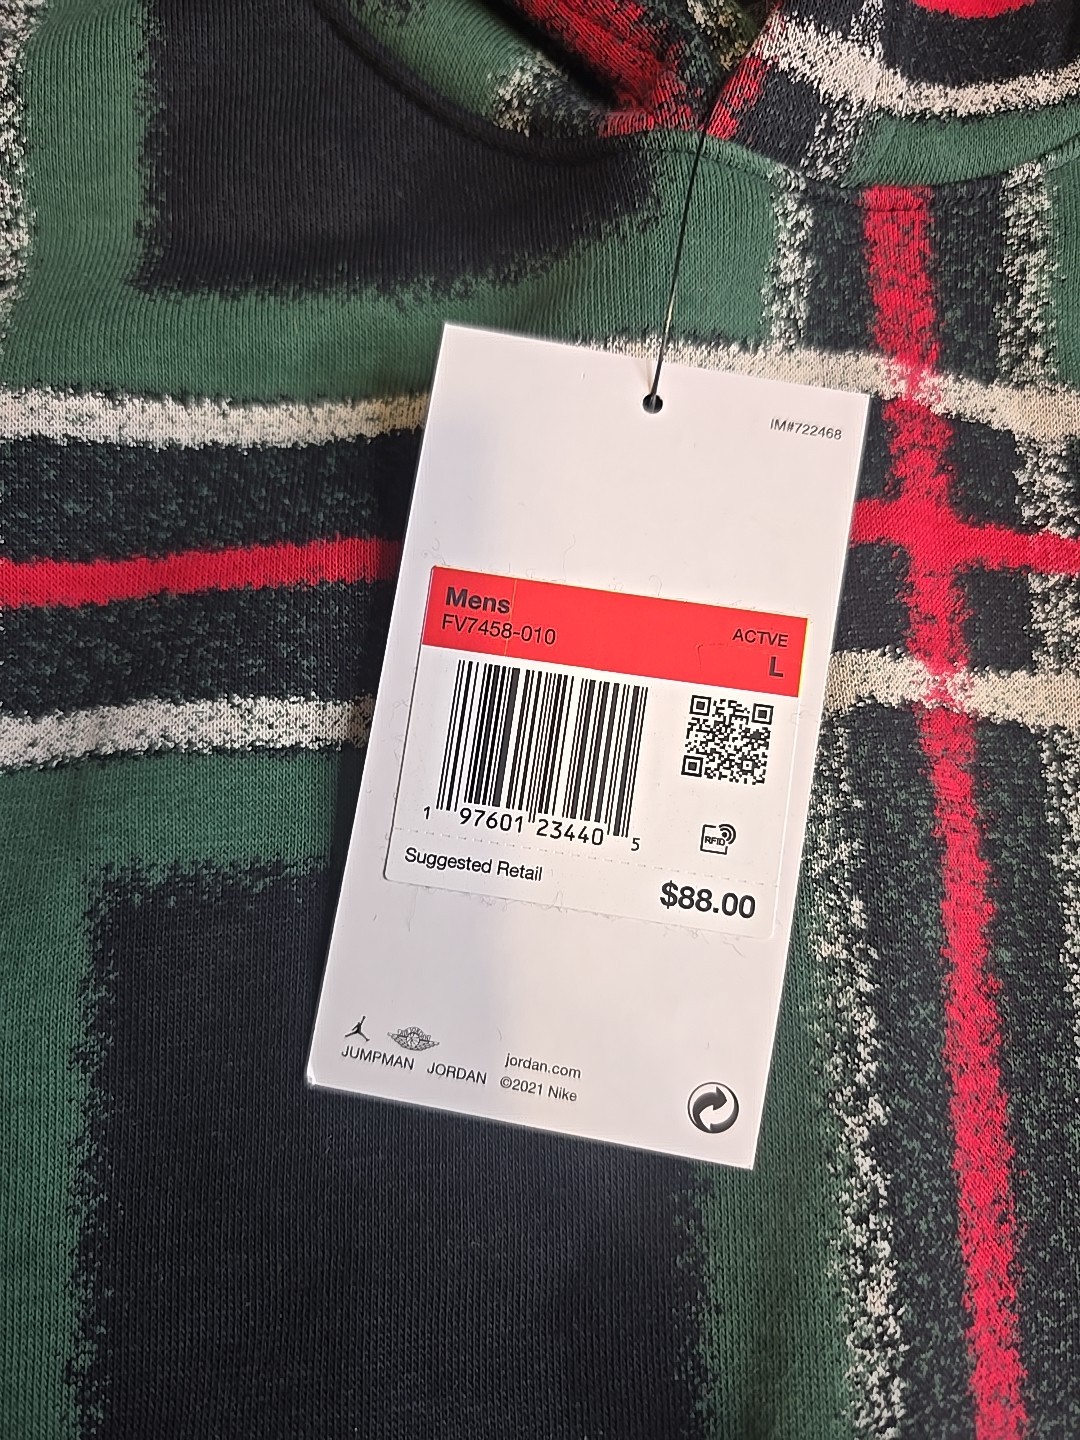 IM#722468
Mens
FV7458-010
ACTVE
L
1 97601 23440 5
RFID
Suggested Retail
$88.00
JUMPMAN JORDAN
jordan.com
©2021 Nike